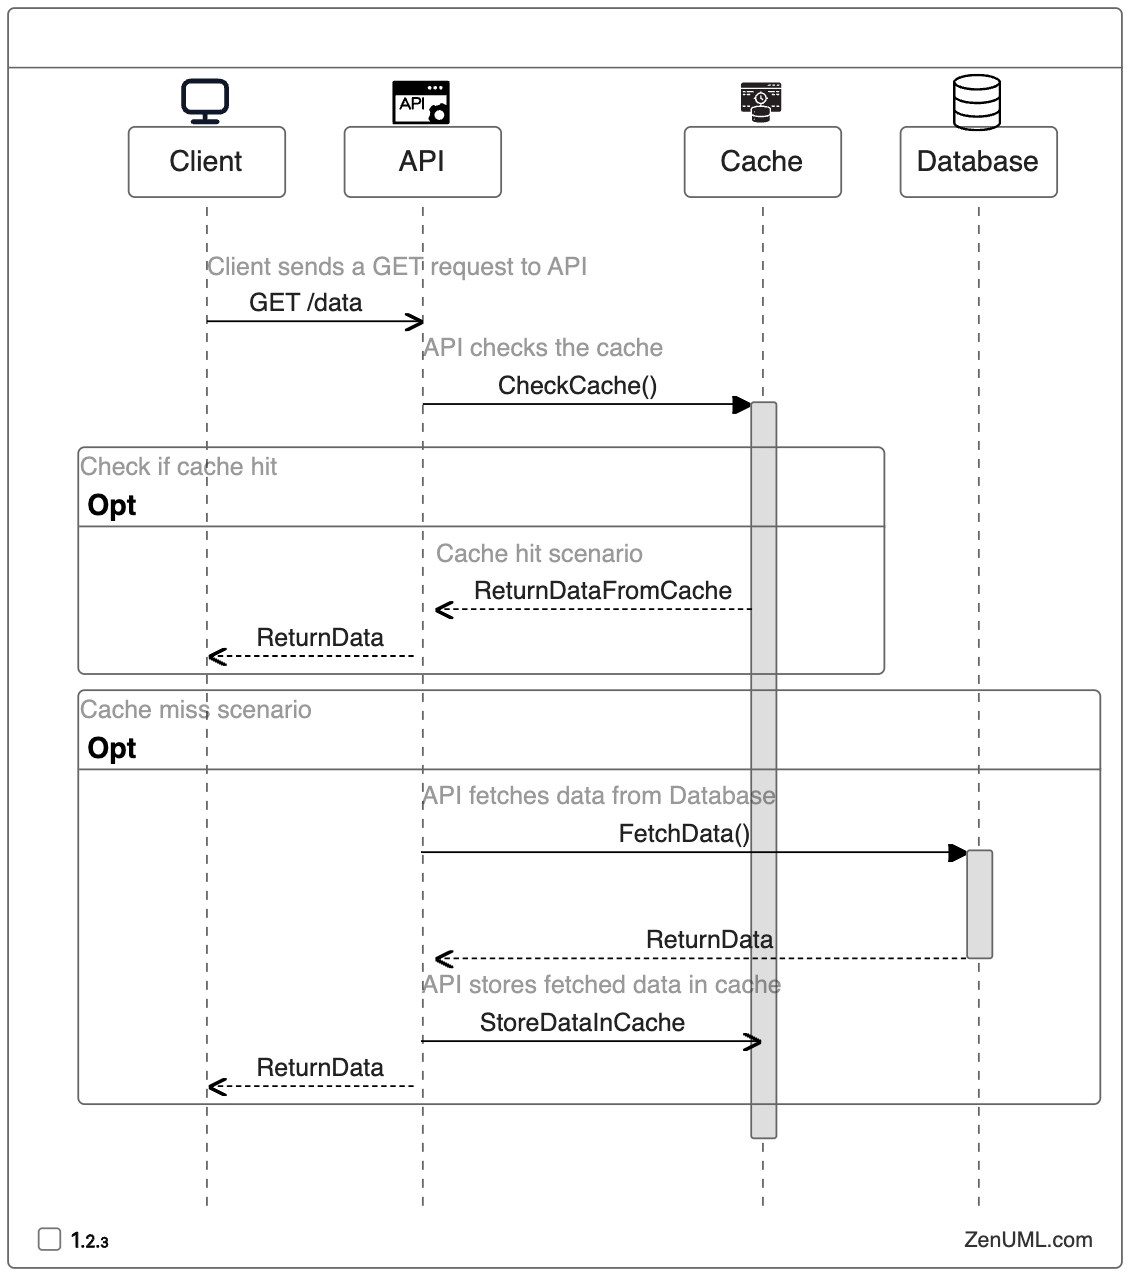 API
Client
API
Cache
Database
Client sends a GET request to API
GET /data
API checks the cache
CheckCache()
Check if cache hit
Opt
Cache hit scenario
ReturnDataFromCache
ReturnData
Cache miss scenario
Opt
API fetches data from Database
FetchData()
ReturnData
API stores fetched data in cache
StoreDataInCache
ReturnData
1.2.3
ZenUML.com